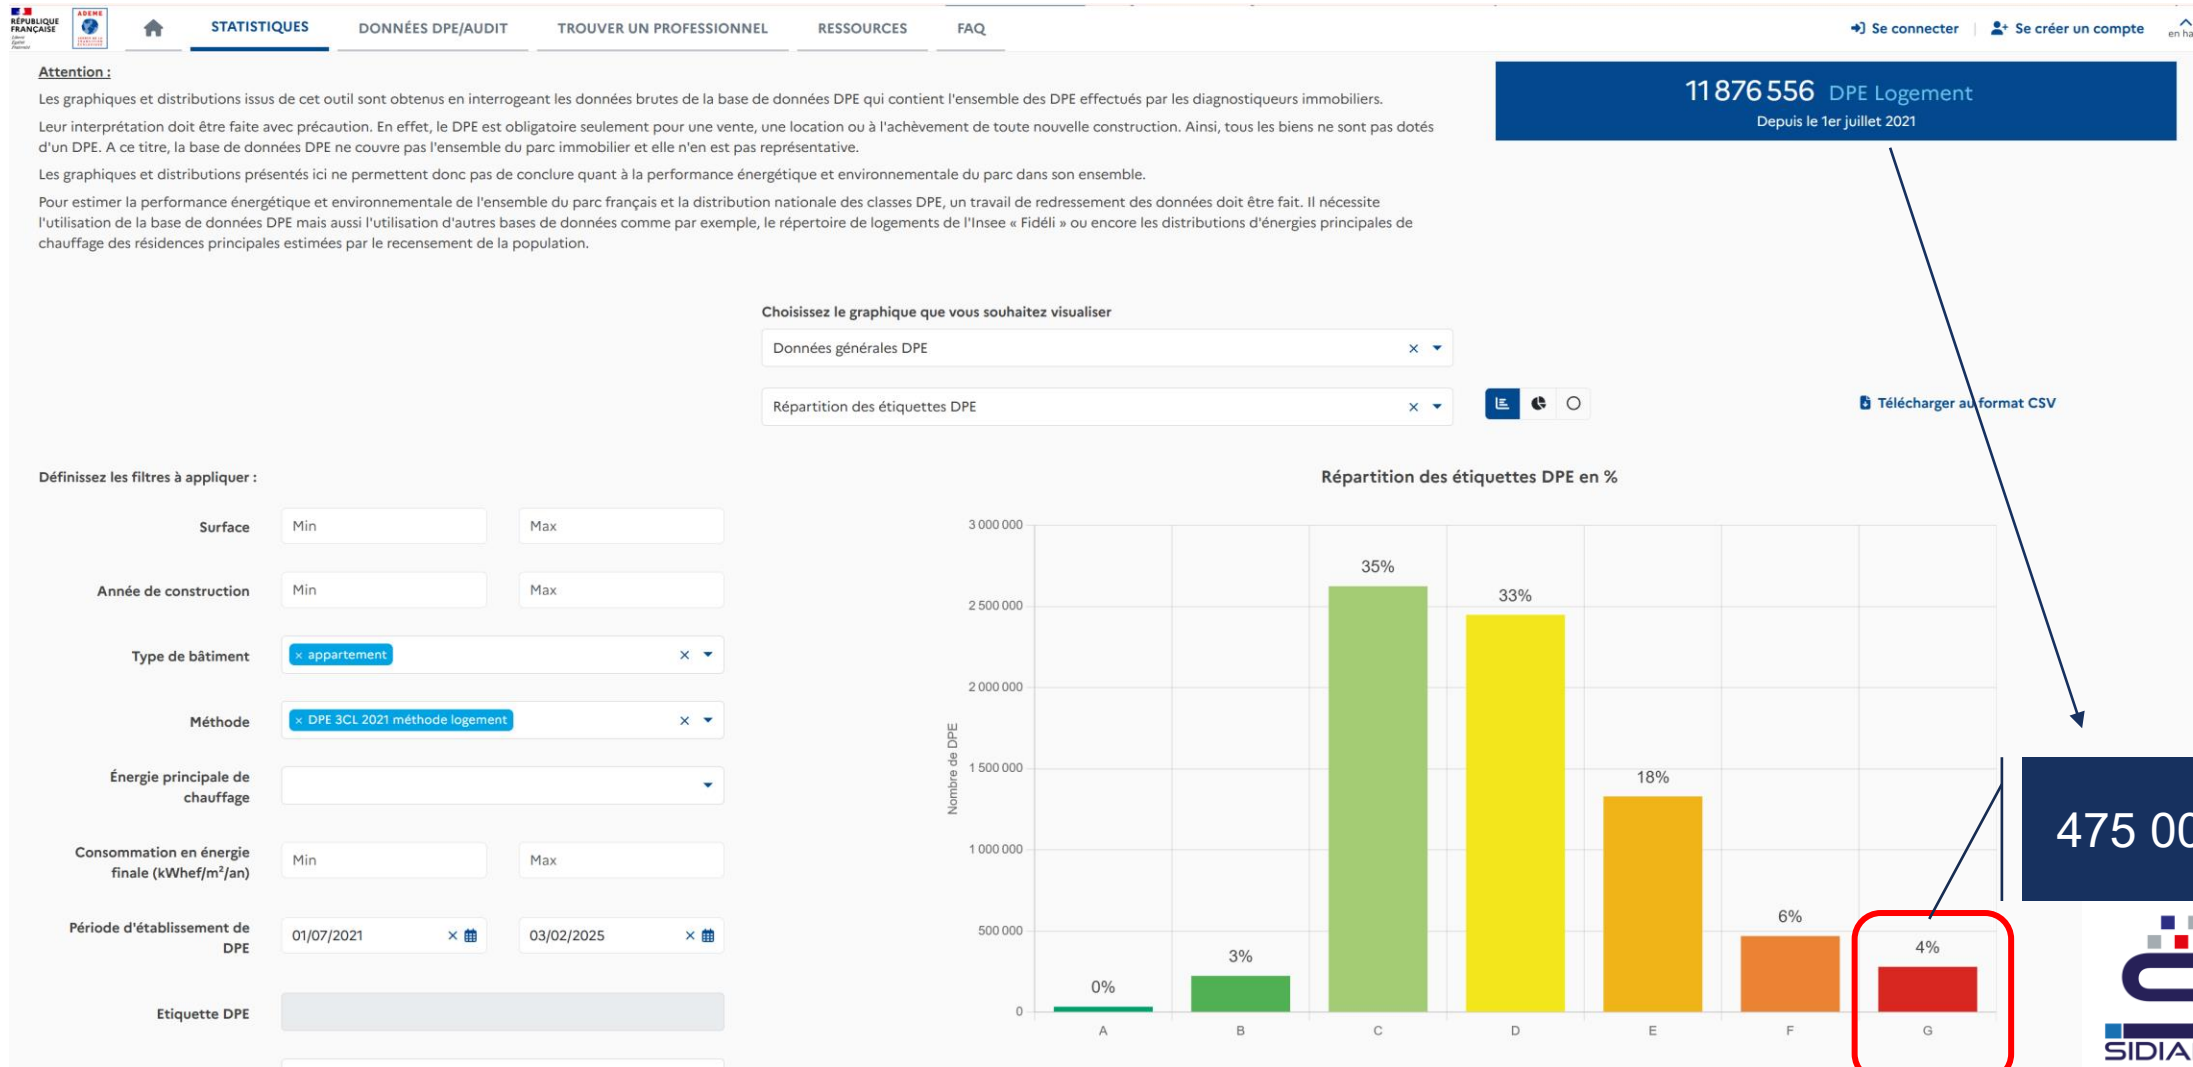 RÉPUBLIQUE
FRANÇAISE
ADEME
STATISTIQUES
DONNÉES DPE/AUDIT
TROUVER UN PROFESSIONNEL
RESSOURCES
FAQ
Se connecter
Se créer un compte
en ha
Attention :
Les graphiques et distributions issus de cet outil sont obtenus en interrogeant les données brutes de la base de données DPE qui contient l'ensemble des DPE effectués par les diagnostiqueurs immobiliers.
Leur interprétation doit être faite avec précaution. En effet, le DPE est obligatoire seulement pour une vente, une location ou à l'achèvement de toute nouvelle construction. Ainsi, tous les biens ne sont pas dotés
d'un DPE. A ce titre, la base de données DPE ne couvre pas l'ensemble du parc immobilier et elle n'en est pas représentative.
Les graphiques et distributions présentés ici ne permettent donc pas de conclure quant à la performance énergétique et environnementale du parc dans son ensemble.
Pour estimer la performance énergétique et environnementale de l'ensemble du parc français et la distribution nationale des classes DPE, un travail de redressement des données doit être fait. Il nécessite
l'utilisation de la base de données DPE mais aussi l'utilisation d'autres bases de données comme par exemple, le répertoire de logements de l'Insee « Fidéli » ou encore les distributions d'énergies principales de
chauffage des résidences principales estimées par le recensement de la population.
11 876 556 DPE Logement
Depuis le 1er juillet 2021
Choisissez le graphique que vous souhaitez visualiser
Données générales DPE
Répartition des étiquettes DPE
Télécharger au format CSV
Définissez les filtres à appliquer :
Surface
Min
Max
Année de construction
Min
Max
Type de bâtiment
× appartement
Méthode
× DPE 3CL 2021 méthode logement
Énergie principale de
chauffage
Consommation en énergie
finale (kWhef/m²/an)
Min
Max
Période d'établissement de
DPE
01/07/2021
03/02/2025
Etiquette DPE
Répartition des étiquettes DPE en %
Nombre de DPE
3 000 000
2 500 000
2 000 000
1 500 000
1 000 000
500 000
0
0%
3%
35%
33%
18%
6%
4%
A
B
C
D
E
F
G
475 00
SIDIA